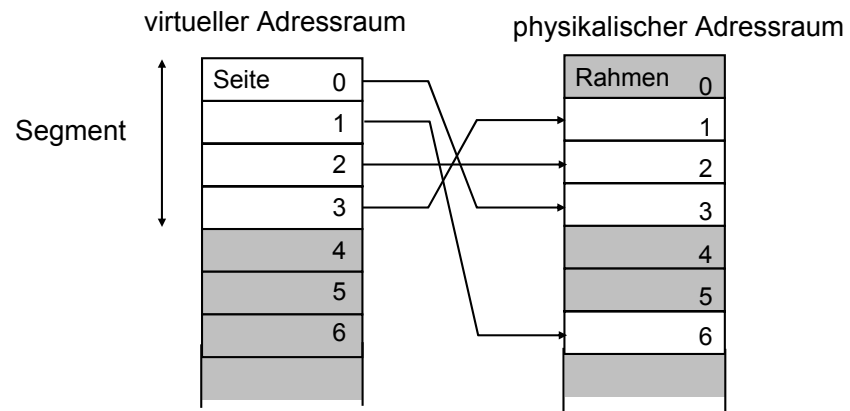 virtueller Adressraum
physikalischer Adressraum
Segment
Seite 0
1
2
3
4
5
6
Rahmen 0
1
2
3
4
5
6